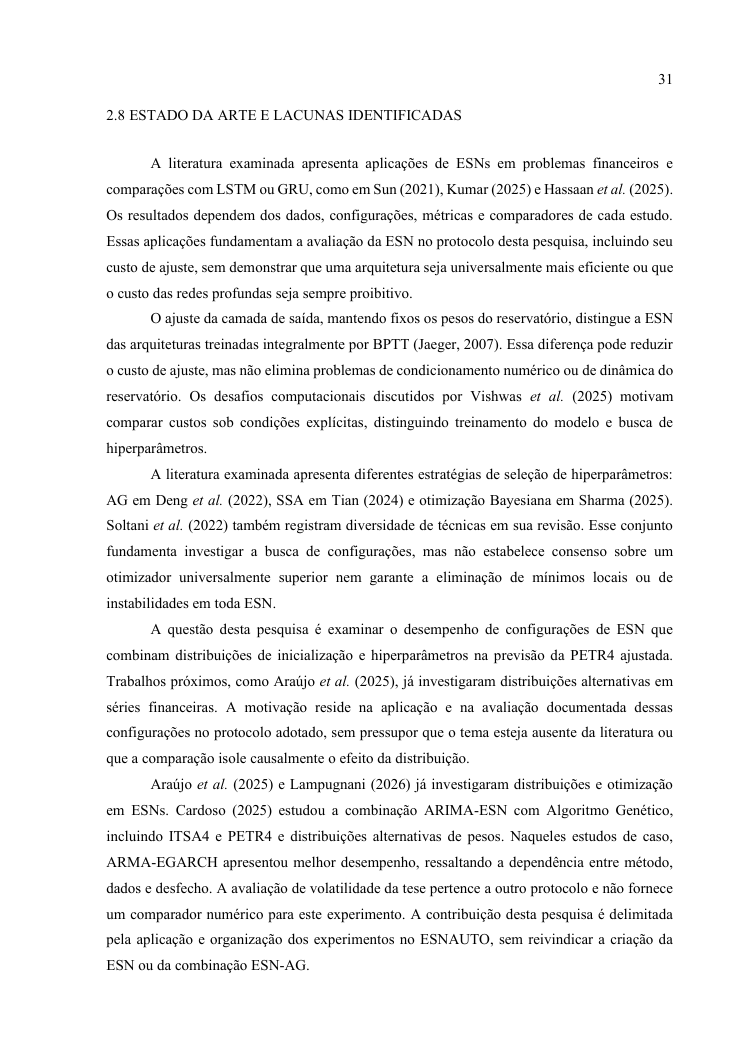 31
2.8 ESTADO DA ARTE E LACUNAS IDENTIFICADAS
A literatura examinada apresenta aplicações de ESNs em problemas financeiros e
comparações com LSTM ou GRU, como em Sun (2021), Kumar (2025) e Hassaan et al. (2025).
Os resultados dependem dos dados, configurações, métricas e comparadores de cada estudo.
Essas aplicações fundamentam a avaliação da ESN no protocolo desta pesquisa, incluindo seu
custo de ajuste, sem demonstrar que uma arquitetura seja universalmente mais eficiente ou que
o custo das redes profundas seja sempre proibitivo.
O ajuste da camada de saída, mantendo fixos os pesos do reservatório, distingue a ESN
das arquiteturas treinadas integralmente por BPTT (Jaeger, 2007). Essa diferença pode reduzir
o custo de ajuste, mas não elimina problemas de condicionamento numérico ou de dinâmica do
reservatório. Os desafios computacionais discutidos por Vishwas et al. (2025) motivam
comparar custos sob condições explícitas, distinguindo treinamento do modelo e busca de
hiperparâmetros.
A literatura examinada apresenta diferentes estratégias de seleção de hiperparâmetros:
AG em Deng et al. (2022), SSA em Tian (2024) e otimização Bayesiana em Sharma (2025).
Soltani et al. (2022) também registram diversidade de técnicas em sua revisão. Esse conjunto
fundamenta investigar a busca de configurações, mas não estabelece consenso sobre um
otimizador universalmente superior nem garante a eliminação de mínimos locais ou de
instabilidades em toda ESN.
A questão desta pesquisa é examinar o desempenho de configurações de ESN que
combinam distribuições de inicialização e hiperparâmetros na previsão da PETR4 ajustada.
Trabalhos próximos, como Araújo et al. (2025), já investigaram distribuições alternativas em
séries financeiras. A motivação reside na aplicação e na avaliação documentada dessas
configurações no protocolo adotado, sem pressupor que o tema esteja ausente da literatura ou
que a comparação isole causalmente o efeito da distribuição.
Araújo et al. (2025) e Lampugnani (2026) já investigaram distribuições e otimização
em ESNs. Cardoso (2025) estudou a combinação ARIMA-ESN com Algoritmo Genético,
incluindo ITSA4 e PETR4 e distribuições alternativas de pesos. Naqueles estudos de caso,
ARMA-EGARCH apresentou melhor desempenho, ressaltando a dependência entre método,
dados e desfecho. A avaliação de volatilidade da tese pertence a outro protocolo e não fornece
um comparador numérico para este experimento. A contribuição desta pesquisa é delimitada
pela aplicação e organização dos experimentos no ESNAUTO, sem reivindicar a criação da
ESN ou da combinação ESN-AG.